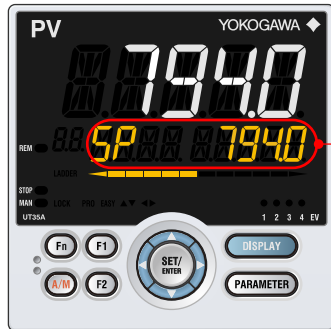 PV YOKOGAWA
794.0
SP 794.0
REM
LADDER
STOP
MAN LOCK PRG EASY
UT35A 1 2 3 4 EV
Fn F1 SET/ ENTER DISPLAY
A/M F2 PARAMETER